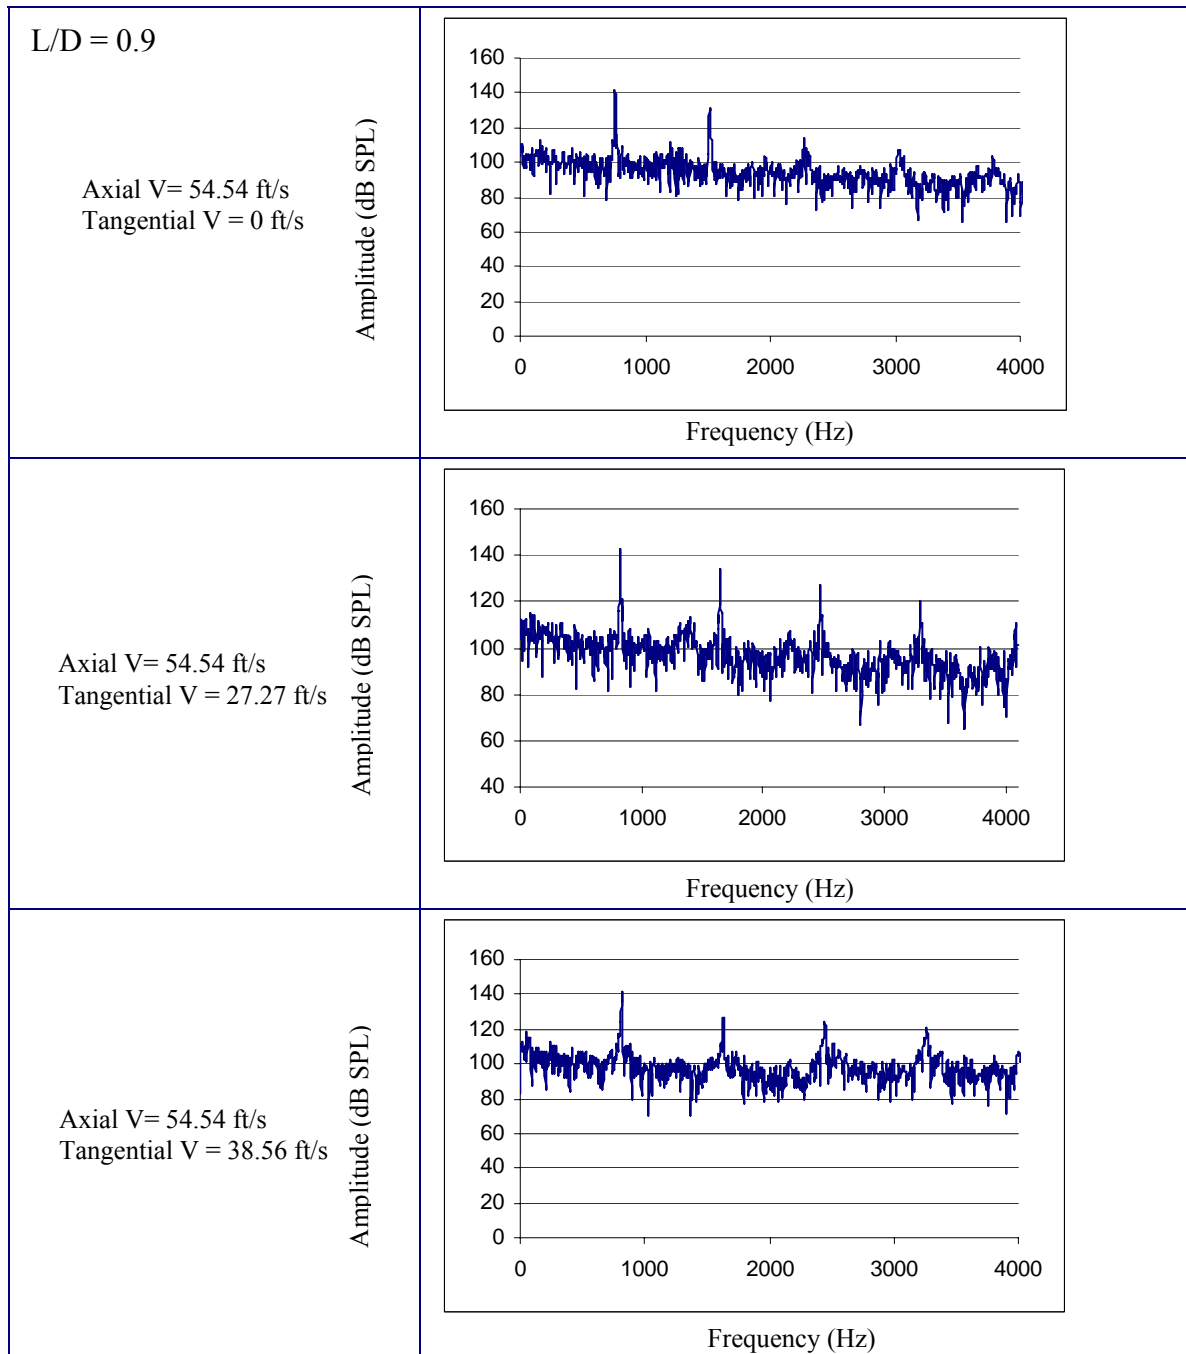 L/D = 0.9
Axial V= 54.54 ft/s
Tangential V = 0 ft/s
Amplitude (dB SPL)
160
140
120
100
80
60
40
20
0
0 1000 2000 3000 4000
Frequency (Hz)
Axial V= 54.54 ft/s
Tangential V = 27.27 ft/s
Amplitude (dB SPL)
160
140
120
100
80
60
40
0 1000 2000 3000 4000
Frequency (Hz)
Axial V= 54.54 ft/s
Tangential V = 38.56 ft/s
Amplitude (dB SPL)
160
140
120
100
80
60
40
20
0
0 1000 2000 3000 4000
Frequency (Hz)